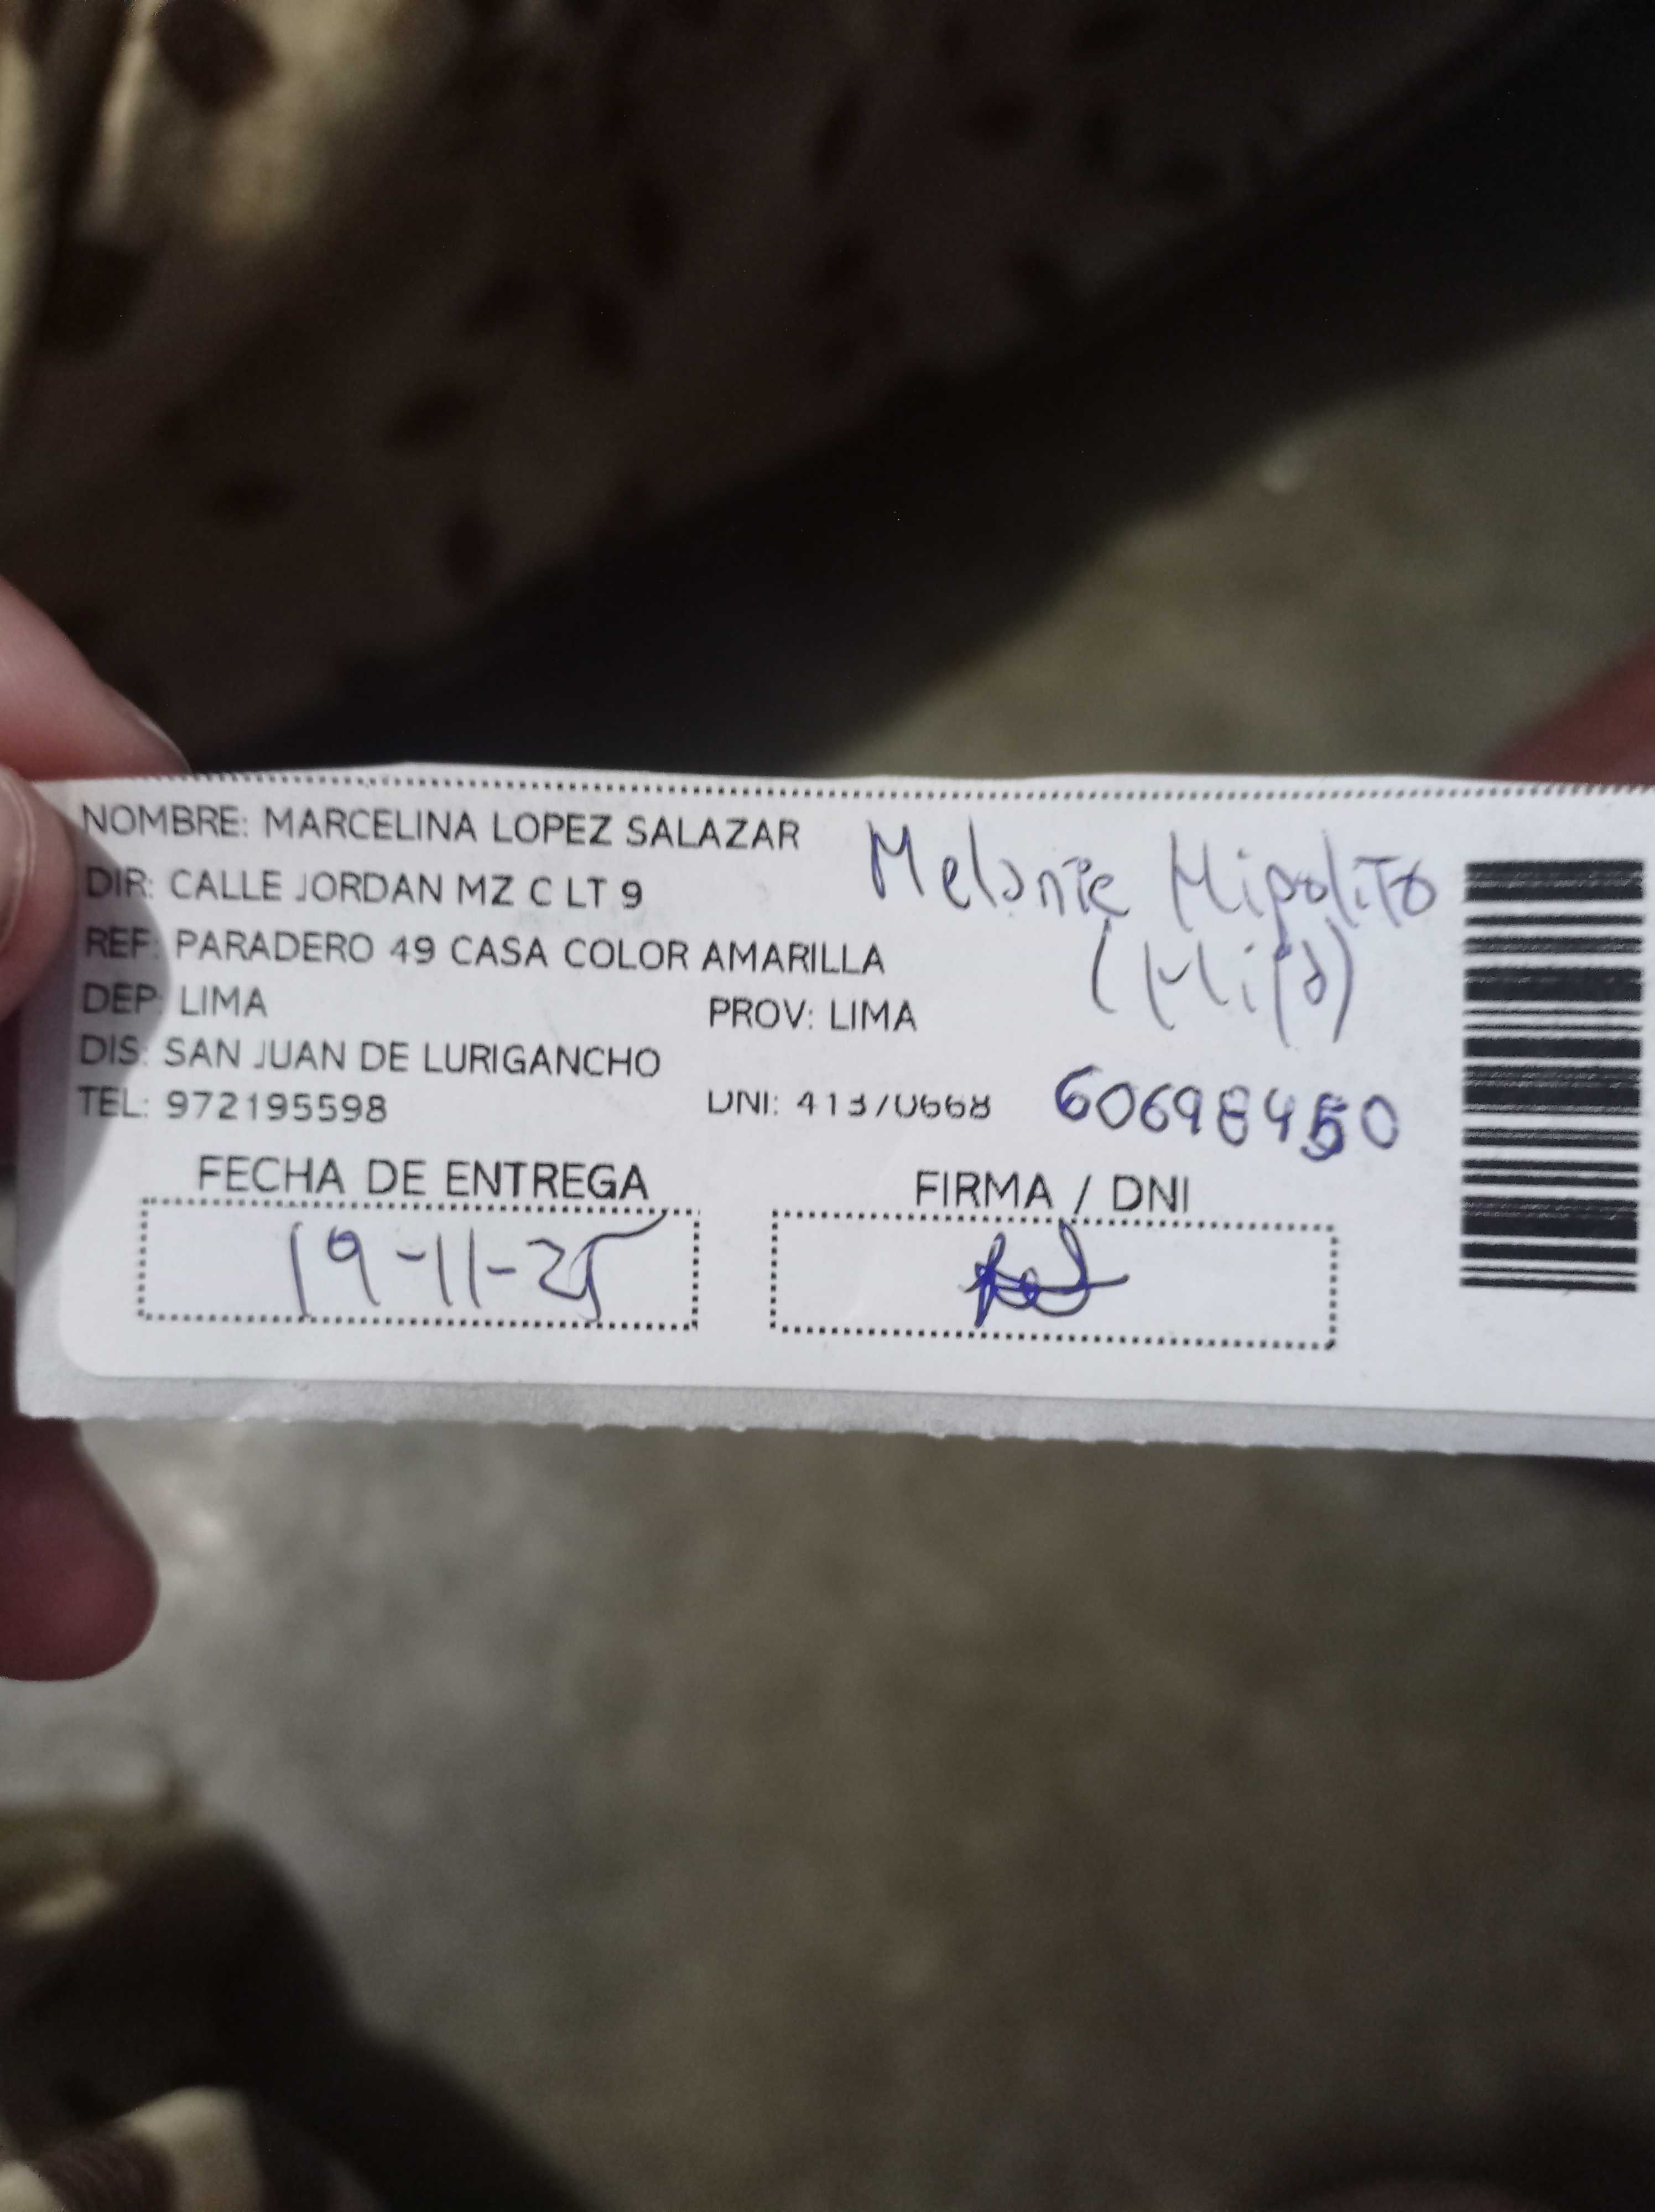 NOMBRE: MARCELINA LOPEZ SALAZAR
Melanie Hipolito
DIR: CALLE JORDAN MZ C LT 9
REF: PARADERO 49 CASA COLOR AMARILLA
(Hija)
DEP: LIMA PROV: LIMA
DIS: SAN JUAN DE LURIGANCHO
TEL: 972195598 DNI: 41370668 60698450
FECHA DE ENTREGA FIRMA / DNI
19-11-25